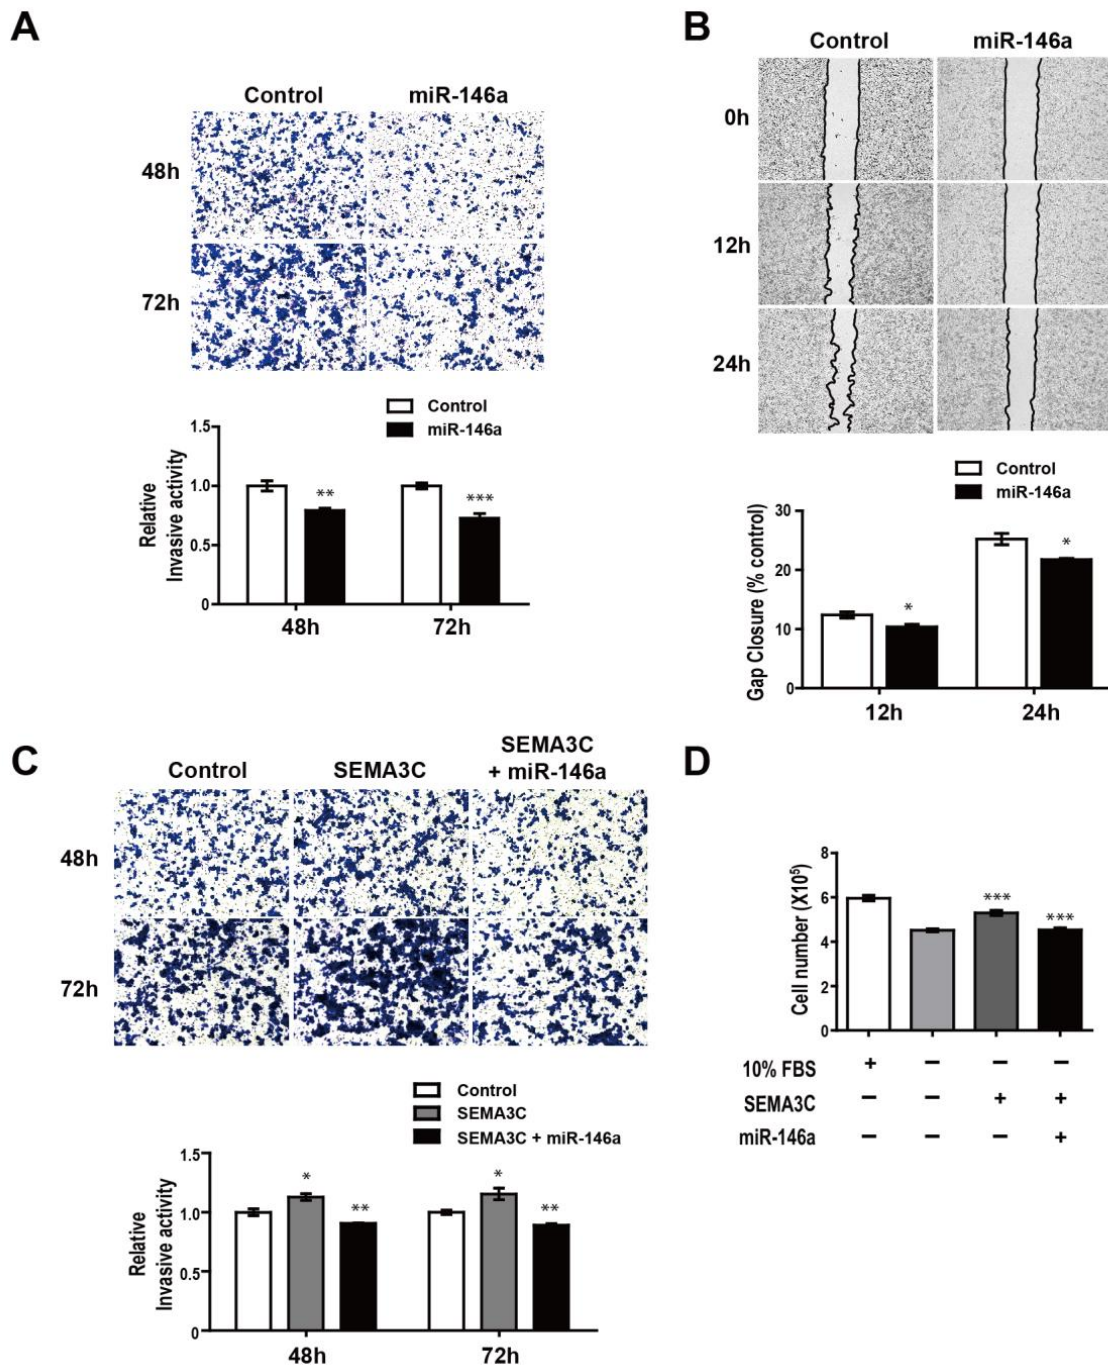 A
Control miR-146a
48h
72h
Control
miR-146a
Relative
Invasive activity
1.5
1.0
0.5
0
**
***
48h 72h
B
Control miR-146a
0h
12h
24h
Control
miR-146a
Gap Closure (% control)
30
20
10
0
*
*
12h 24h
C
Control SEMA3C SEMA3C
+ miR-146a
48h
72h
Control
SEMA3C
SEMA3C + miR-146a
Relative
Invasive activity
1.5
1.0
0.5
0
*
**
*
**
48h 72h
D
Cell number (X10⁵)
8
6
4
2
0
***
***
10% FBS + − − −
SEMA3C − − + +
miR-146a − − − +